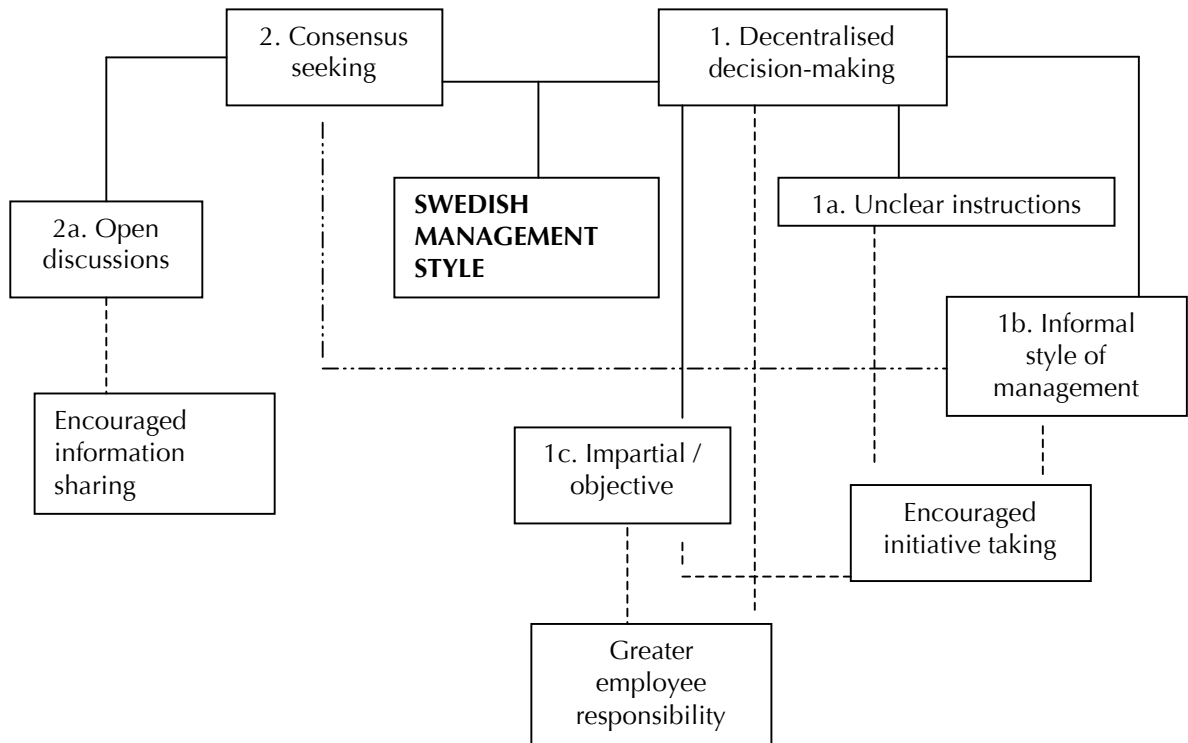 2. Consensus
seeking
1. Decentralised
decision-making
SWEDISH
MANAGEMENT
STYLE
1a. Unclear instructions
2a. Open
discussions
1b. Informal
style of
management
Encouraged
information
sharing
1c. Impartial /
objective
Encouraged
initiative taking
Greater
employee
responsibility